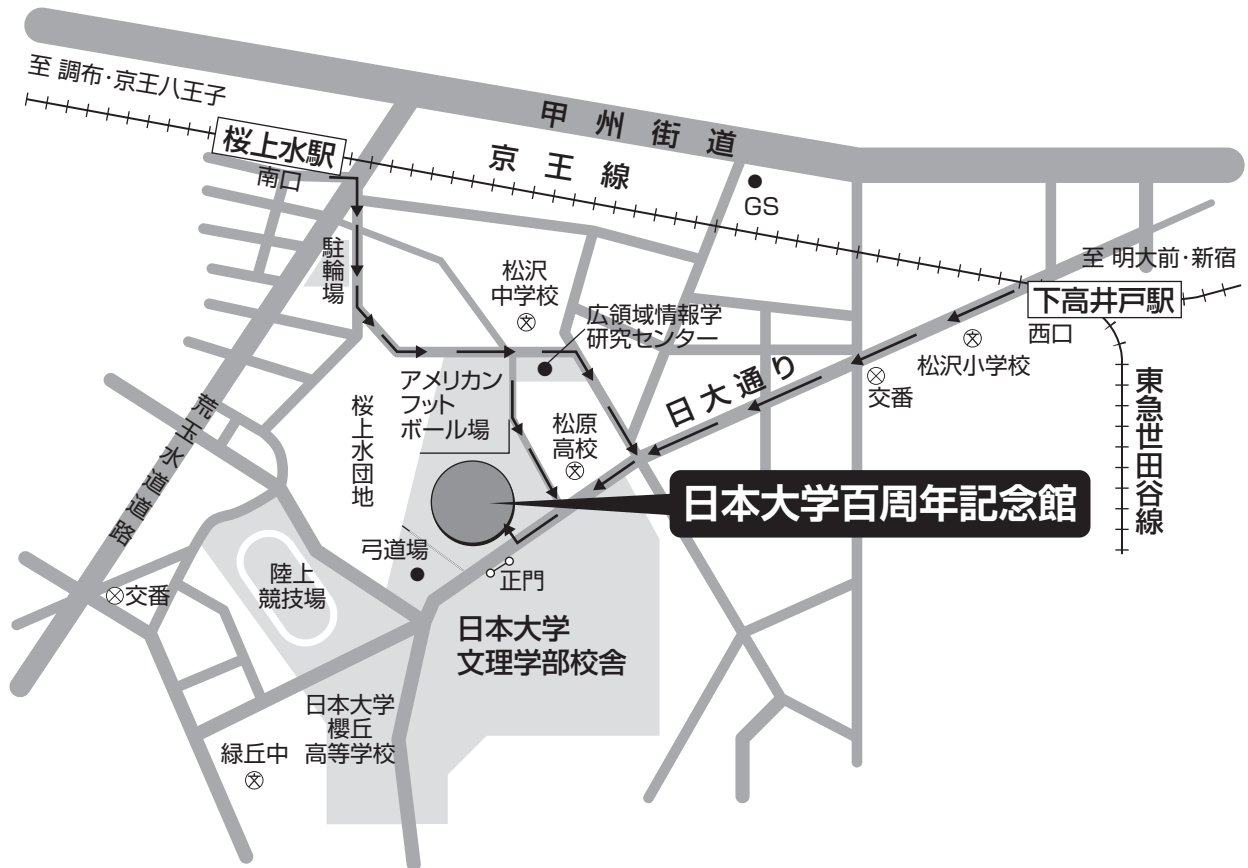 至 調布・京王八王子
甲州街道
桜上水駅
南口
京王線
GS
至 明大前・新宿
下高井戸駅
西口
駐輪場
松沢
中学校
文
広領域情報学
研究センター
松沢小学校
文
交番
日大通り
東急世田谷線
アメリカン
フット
ボール場
桜上水団地
松原
高校
文
荒玉水道道路
日本大学百周年記念館
弓道場
正門
陸上
競技場
交番
日本大学
文理学部校舎
日本大学
櫻丘
高等学校
緑丘中
文